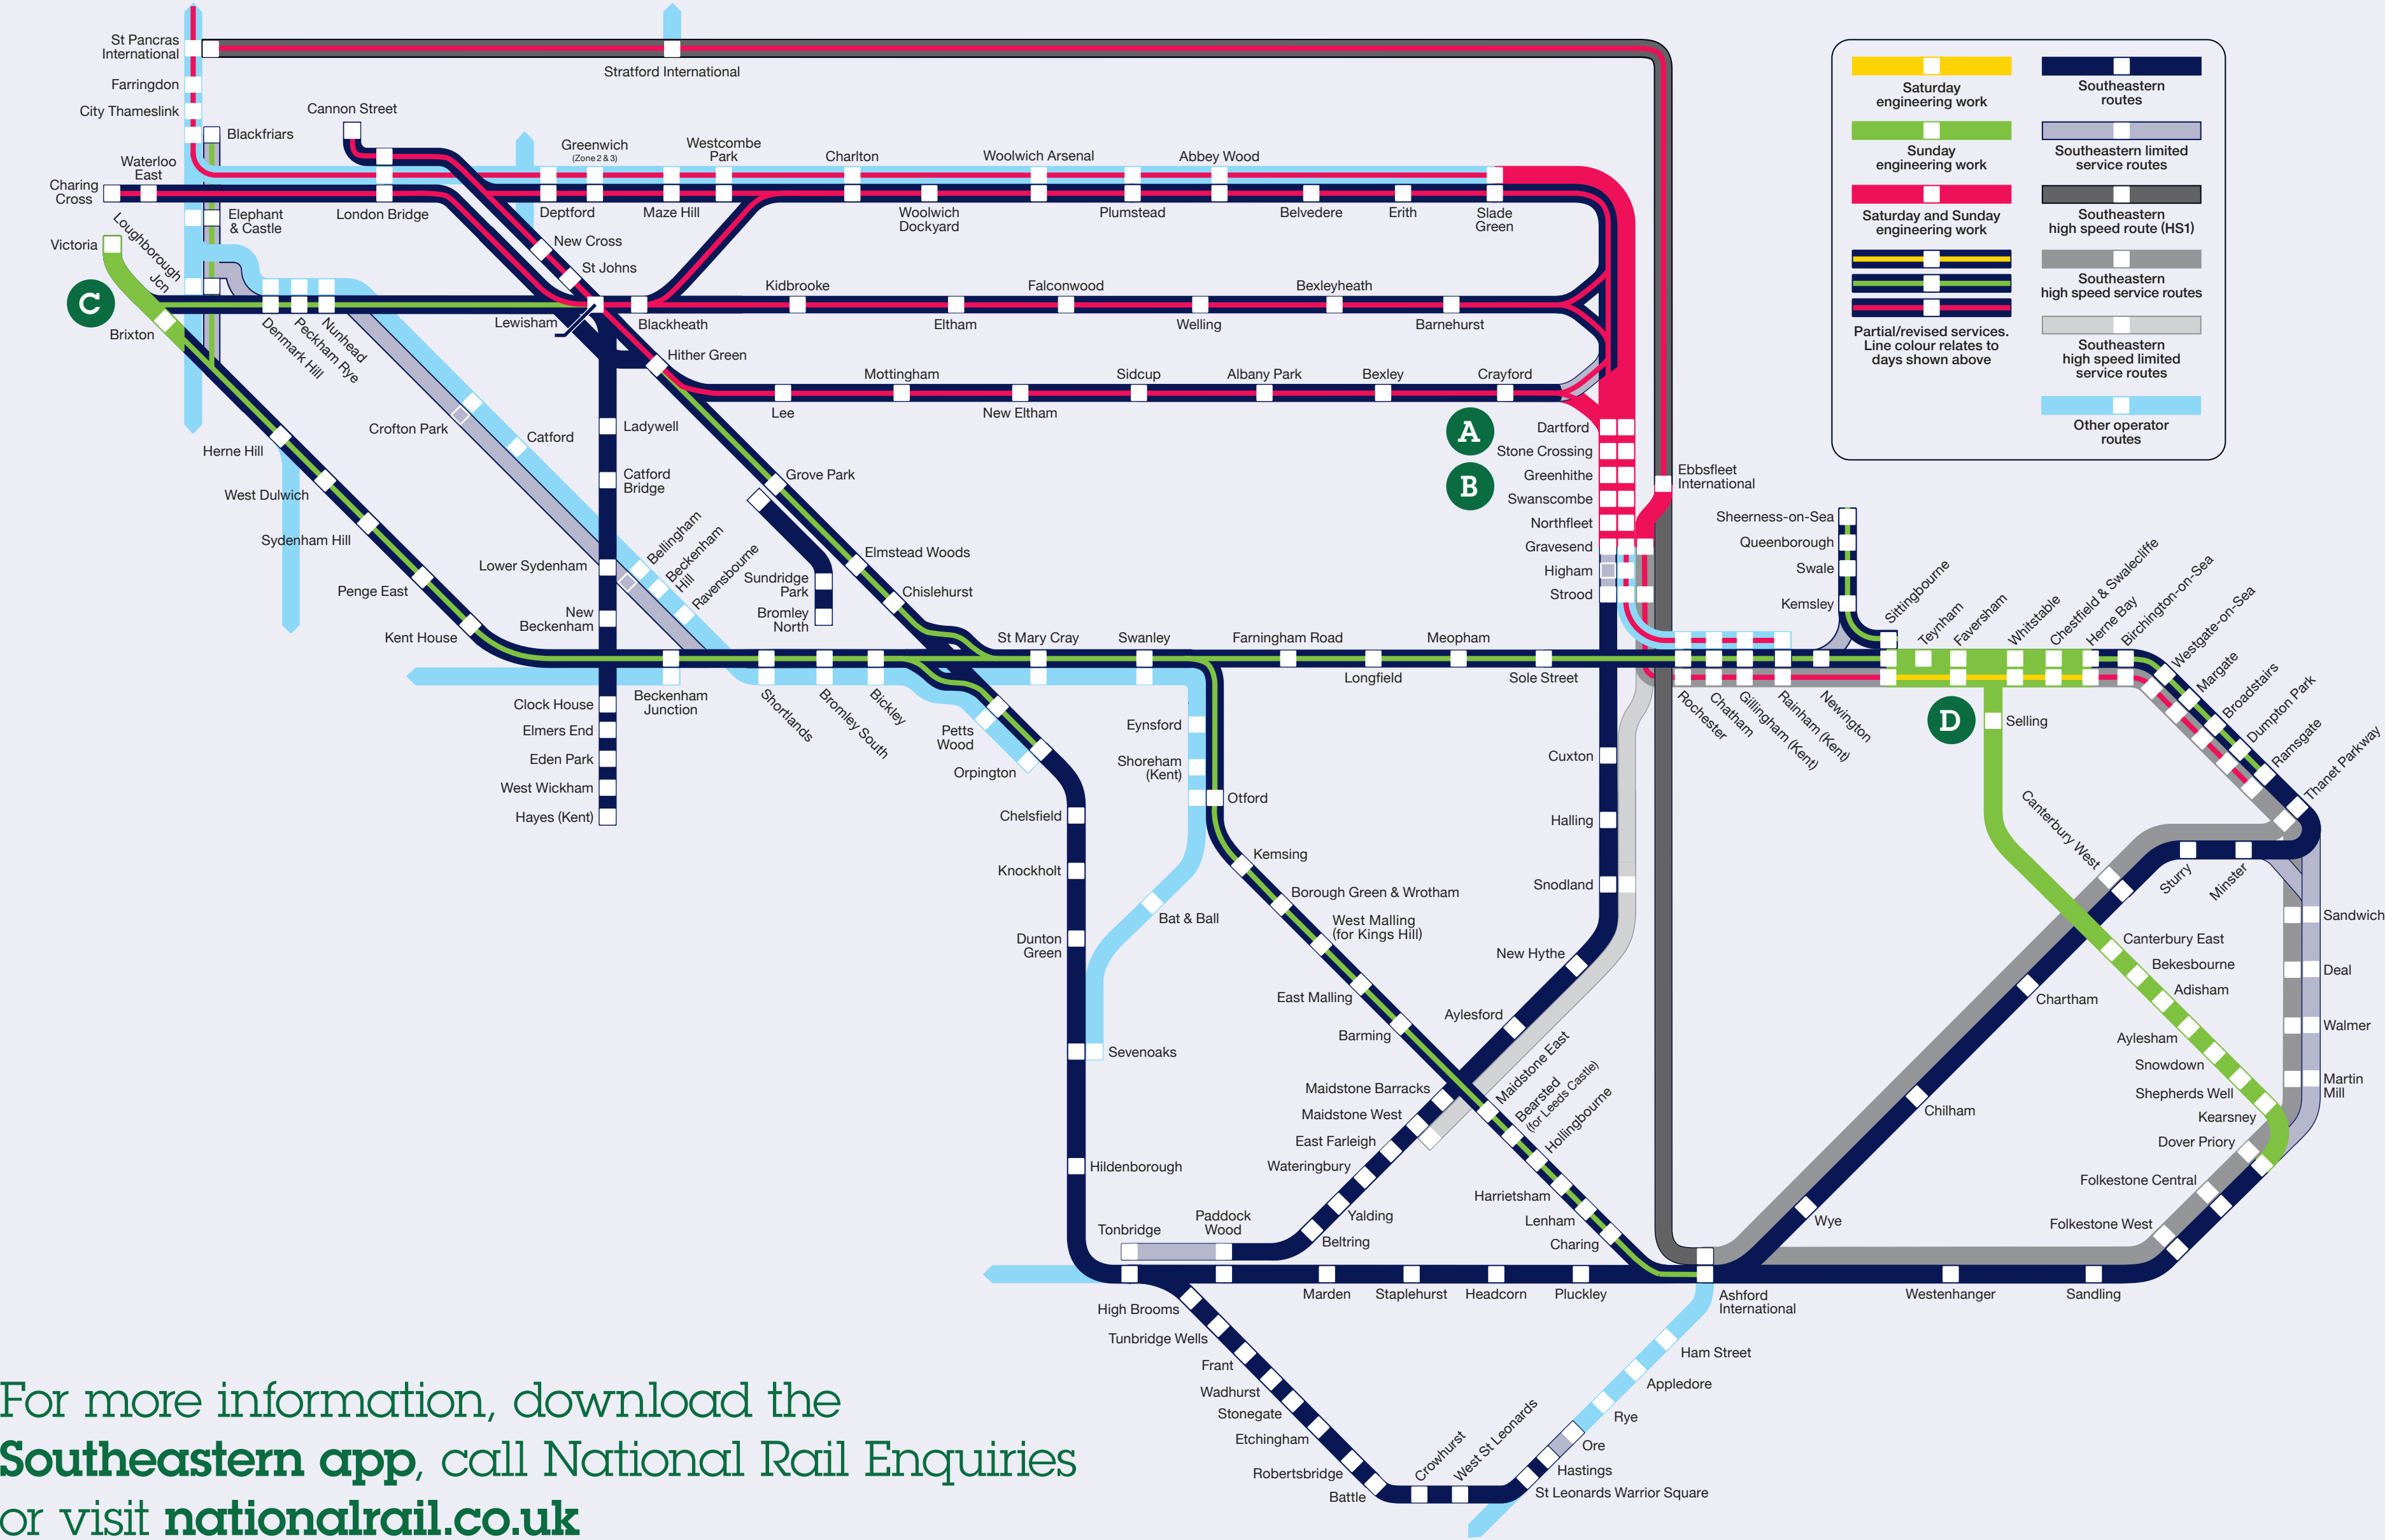 St Pancras
International
Stratford International
Farringdon
City Thameslink
Blackfriars
Cannon Street
Waterloo
East
Charing
Cross
London Bridge
Elephant
& Castle
Loughborough
Jcn
Victoria
C
Brixton
Deptford
Greenwich
(Zone 2 & 3)
Maze Hill
Westcombe
Park
Charlton
Woolwich
Dockyard
Woolwich Arsenal
Plumstead
Abbey Wood
Belvedere
Erith
Slade
Green
New Cross
St Johns
Lewisham
Blackheath
Kidbrooke
Eltham
Falconwood
Welling
Bexleyheath
Barnehurst
Denmark Hill
Peckham Rye
Nunhead
Hither Green
Lee
Mottingham
New Eltham
Sidcup
Albany Park
Bexley
Crayford
A
B
Dartford
Stone Crossing
Greenhithe
Swanscombe
Northfleet
Gravesend
Higham
Strood
Ebbsfleet
International
Saturday
engineering work
Sunday
engineering work
Saturday and Sunday
engineering work
Partial/revised services.
Line colour relates to
days shown above
Southeastern
routes
Southeastern limited
service routes
Southeastern
high speed route (HS1)
Southeastern
high speed service routes
Southeastern
high speed limited
service routes
Other operator
routes
Herne Hill
West Dulwich
Sydenham Hill
Penge East
Kent House
Crofton Park
Catford
Bellingham
Beckenham
Hill
Ravensbourne
Ladywell
Catford
Bridge
Lower Sydenham
New
Beckenham
Clock House
Elmers End
Eden Park
West Wickham
Hayes (Kent)
Grove Park
Sundridge
Park
Bromley
North
Elmstead Woods
Chislehurst
Beckenham
Junction
Shortlands
Bromley South
Bickley
Petts
Wood
Orpington
St Mary Cray
Swanley
Farningham Road
Longfield
Meopham
Sole Street
Rochester
Chatham
Gillingham (Kent)
Rainham (Kent)
Newington
Sheerness-on-Sea
Queenborough
Swale
Kemsley
Sittingbourne
Teynham
Faversham
Whitstable
Chestfield & Swalecliffe
Herne Bay
Birchington-on-Sea
Westgate-on-Sea
Margate
Broadstairs
Dumpton Park
Ramsgate
Thanet Parkway
D
Selling
Canterbury West
Sturry
Minster
Sandwich
Deal
Walmer
Martin
Mill
Canterbury East
Bekesbourne
Adisham
Aylesham
Snowdown
Shepherds Well
Kearsney
Dover Priory
Folkestone Central
Folkestone West
Chartham
Chilham
Wye
Eynsford
Shoreham
(Kent)
Otford
Bat & Ball
Kemsing
Borough Green & Wrotham
West Malling
(for Kings Hill)
East Malling
Barming
Maidstone East
Bearsted
(for Leeds Castle)
Hollingbourne
Harrietsham
Lenham
Charing
Cuxton
Halling
Snodland
New Hythe
Aylesford
Maidstone Barracks
Maidstone West
East Farleigh
Wateringbury
Yalding
Beltring
Chelsfield
Knockholt
Dunton
Green
Sevenoaks
Hildenborough
Tonbridge
Paddock
Wood
Marden
Staplehurst
Headcorn
Pluckley
Ashford
International
Westenhanger
Sandling
High Brooms
Tunbridge Wells
Frant
Wadhurst
Stonegate
Etchingham
Robertsbridge
Battle
Crowhurst
West St Leonards
St Leonards Warrior Square
Hastings
Ore
Rye
Appledore
Ham Street
For more information, download the
Southeastern app, call National Rail Enquiries
or visit nationalrail.co.uk